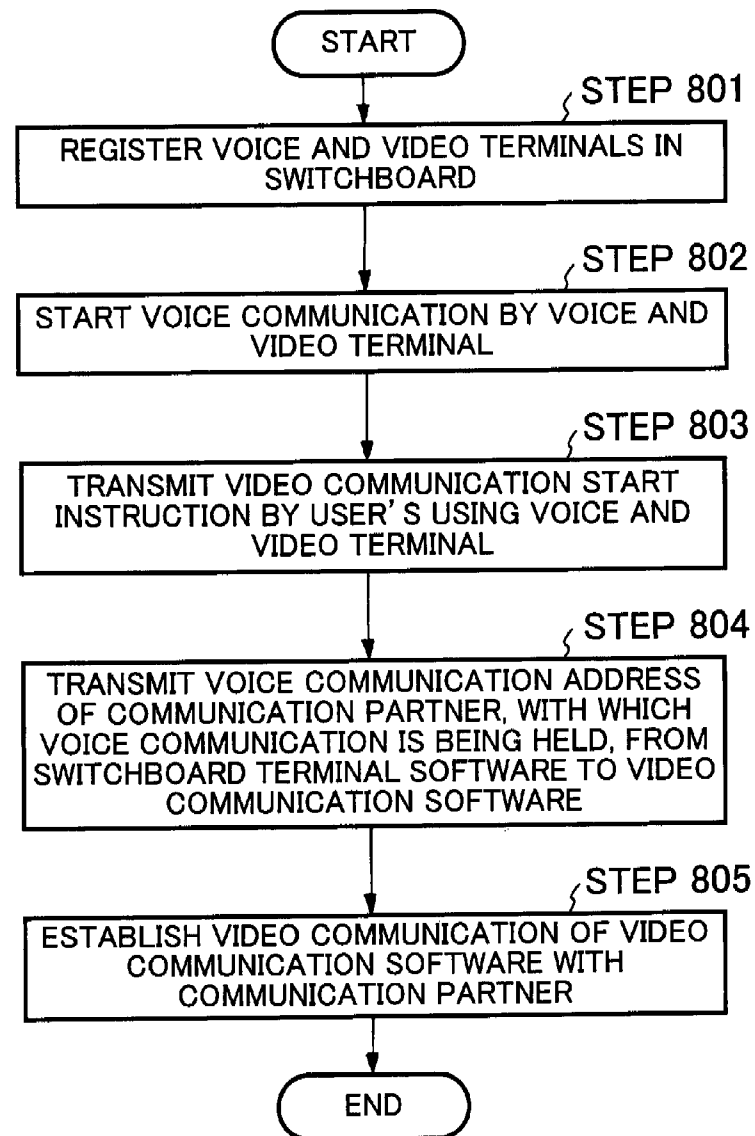 START
STEP 801
REGISTER VOICE AND VIDEO TERMINALS IN
SWITCHBOARD
STEP 802
START VOICE COMMUNICATION BY VOICE AND
VIDEO TERMINAL
STEP 803
TRANSMIT VIDEO COMMUNICATION START
INSTRUCTION BY USER'S USING VOICE AND
VIDEO TERMINAL
STEP 804
TRANSMIT VOICE COMMUNICATION ADDRESS
OF COMMUNICATION PARTNER, WITH WHICH
VOICE COMMUNICATION IS BEING HELD, FROM
SWITCHBOARD TERMINAL SOFTWARE TO VIDEO
COMMUNICATION SOFTWARE
STEP 805
ESTABLISH VIDEO COMMUNICATION OF VIDEO
COMMUNICATION SOFTWARE WITH
COMMUNICATION PARTNER
END